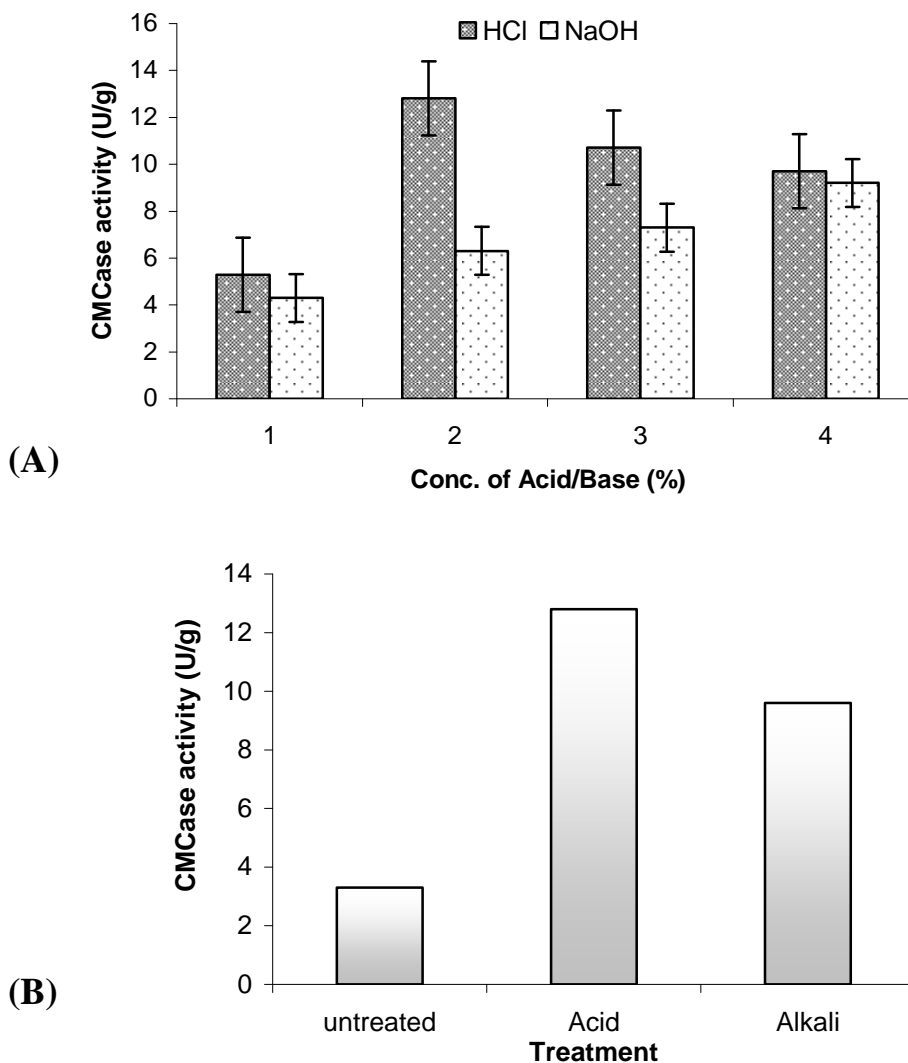 16
14
12
10
8
6
4
2
0
CMCase activity (U/g)
HCl NaOH
1 2 3 4
Conc. of Acid/Base (%)
(A)
14
12
10
8
6
4
2
0
CMCase activity (U/g)
untreated Acid Alkali
Treatment
(B)